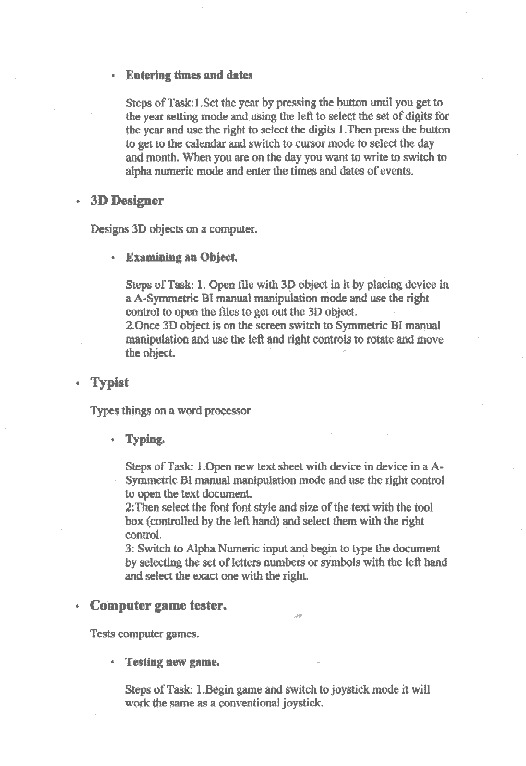 • Entering times and dates
Steps of Task:1.Set the year by pressing the button until you get to
the year setting mode and using the left to select the set of digits for
the year and use the right to select the digits 1.Then press the button
to get to the calendar and switch to cursor mode to select the day
and month. When you are on the day you want to write to switch to
alpha numeric mode and enter the times and dates of events.
• 3D Designer
Designs 3D objects on a computer.
• Examining an Object.
Steps of Task: 1. Open file with 3D object in it by placing device in
a A-Symmetric BI manual manipulation mode and use the right
control to open the files to get out the 3D object.
2.Once 3D object is on the screen switch to Symmetric BI manual
manipulation and use the left and right controls to rotate and move
the object.
• Typist
Types things on a word processor
• Typing.
Steps of Task: 1.Open new text sheet with device in device in a A-
Symmetric BI manual manipulation mode and use the right control
to open the text document.
2:Then select the font font style and size of the text with the tool
box (controlled by the left hand) and select them with the right
control.
3: Switch to Alpha Numeric input and begin to type the document
by selecting the set of letters numbers or symbols with the left hand
and select the exact one with the right.
• Computer game tester.
Tests computer games.
• Testing new game.
Steps of Task: 1.Begin game and switch to joystick mode it will
work the same as a conventional joystick.